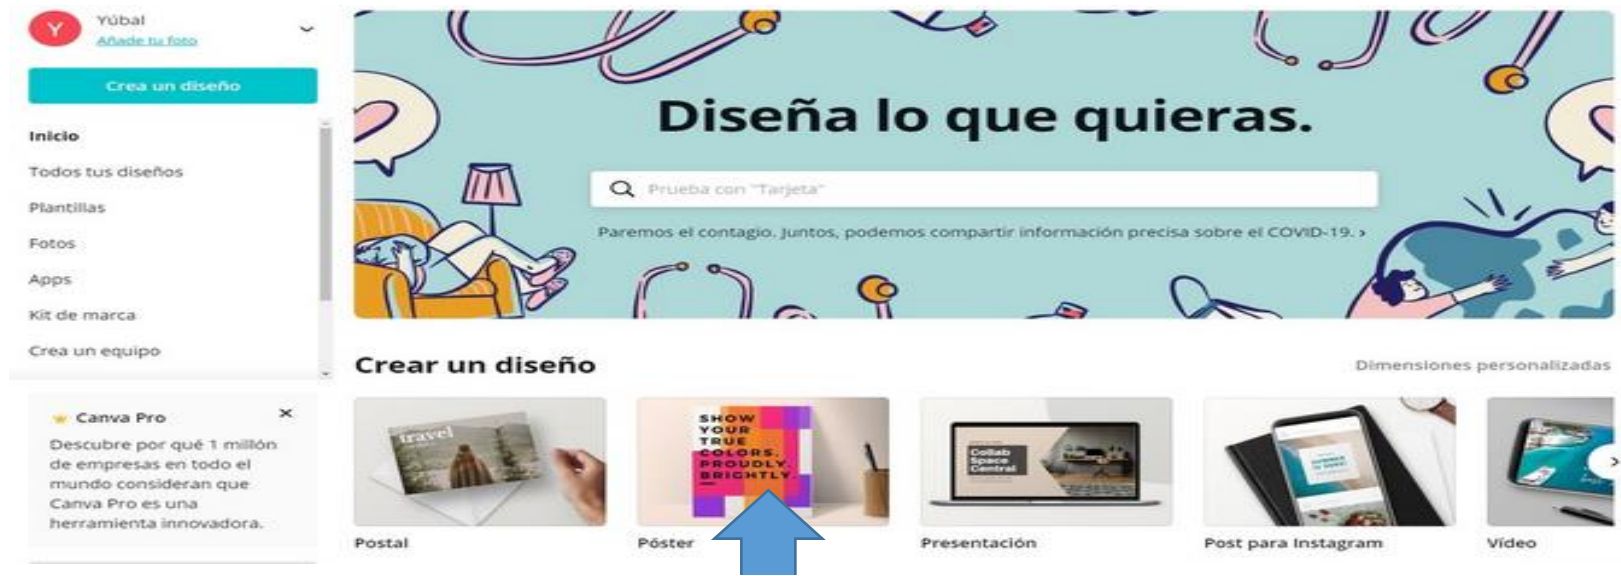 Y
Yúbal
Añade tu foto
Crea un diseño
Inicio
Todos tus diseños
Plantillas
Fotos
Apps
Kit de marca
Crea un equipo
Canva Pro
Descubre por qué 1 millón
de empresas en todo el
mundo consideran que
Canva Pro es una
herramienta innovadora.
Diseña lo que quieras.
Prueba con "Tarjeta"
Paremos el contagio. Juntos, podemos compartir información precisa sobre el COVID-19.
Crear un diseño
Dimensiones personalizadas
travel
SHOW
YOUR
TRUE
COLORS.
PROUDLY.
BRIGHTLY.
Collab
Space
Central
Postal
Póster
Presentación
Post para Instagram
Vídeo